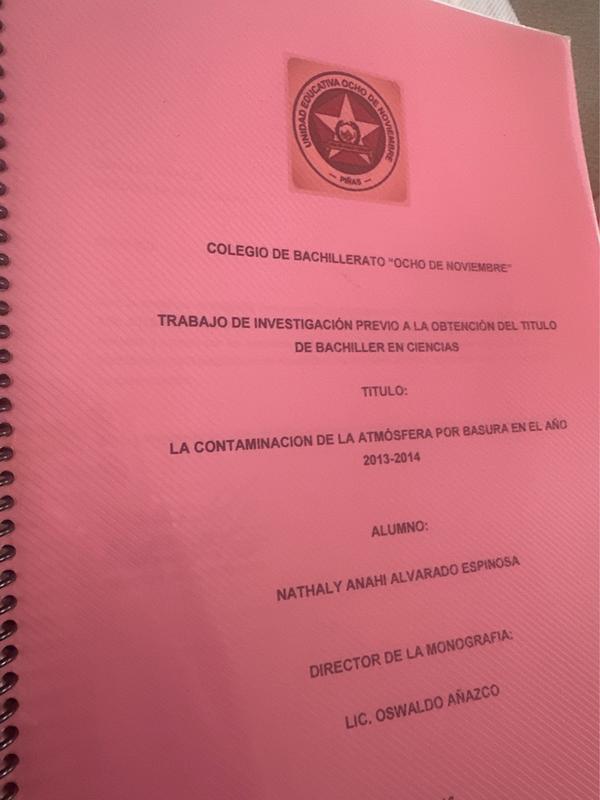 UNIDAD EDUCATIVA OCHO DE NOVIEMBRE
— PIÑAS —
COLEGIO DE BACHILLERATO "OCHO DE NOVIEMBRE"
TRABAJO DE INVESTIGACIÓN PREVIO A LA OBTENCIÓN DEL TITULO
DE BACHILLER EN CIENCIAS
TITULO:
LA CONTAMINACION DE LA ATMÓSFERA POR BASURA EN EL AÑO
2013-2014
ALUMNO:
NATHALY ANAHI ALVARADO ESPINOSA
DIRECTOR DE LA MONOGRAFIA:
LIC. OSWALDO AÑAZCO